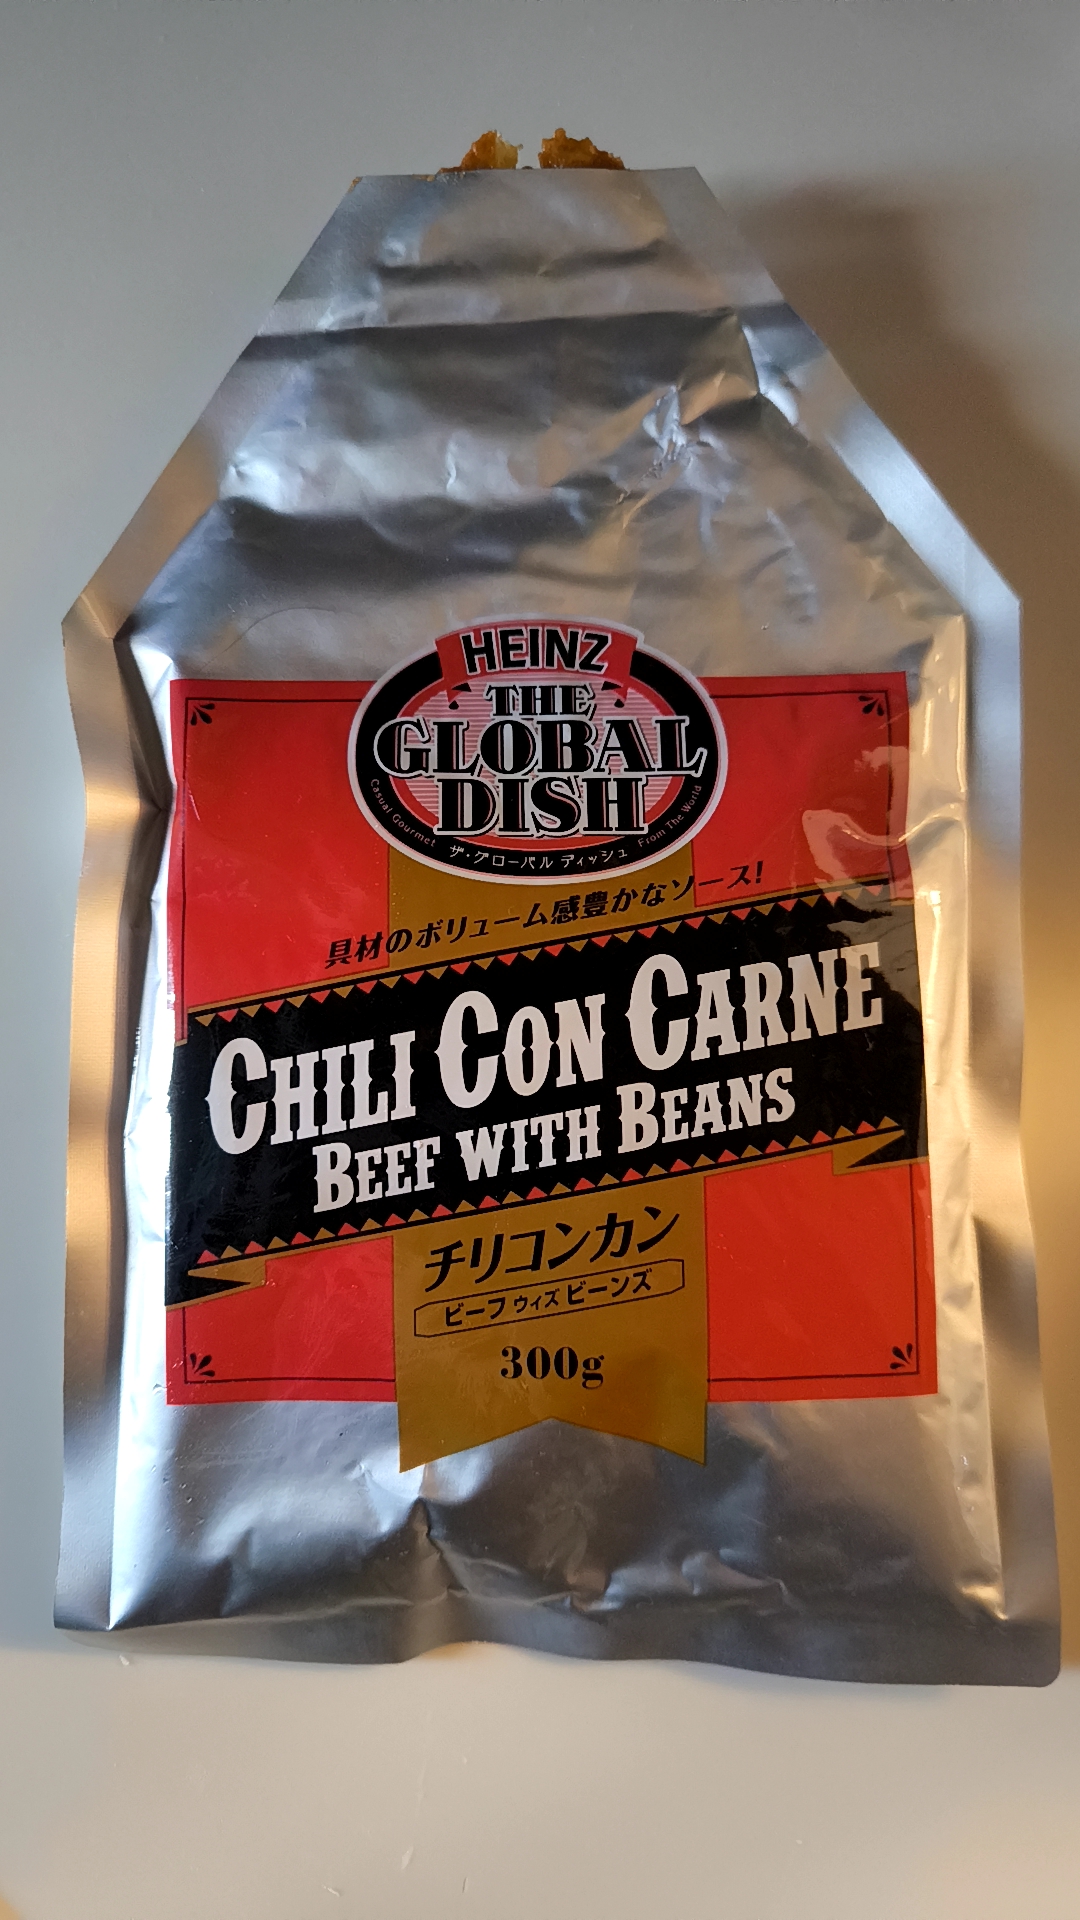 HEINZ
THE
GLOBAL
DISH
Casual Gourmet ザ・グローバル ディッシュ From The World
具材のボリューム感豊かなソース!
CHILI CON CARNE
BEEF WITH BEANS
チリコンカン
ビーフ ウィズ ビーンズ
300g